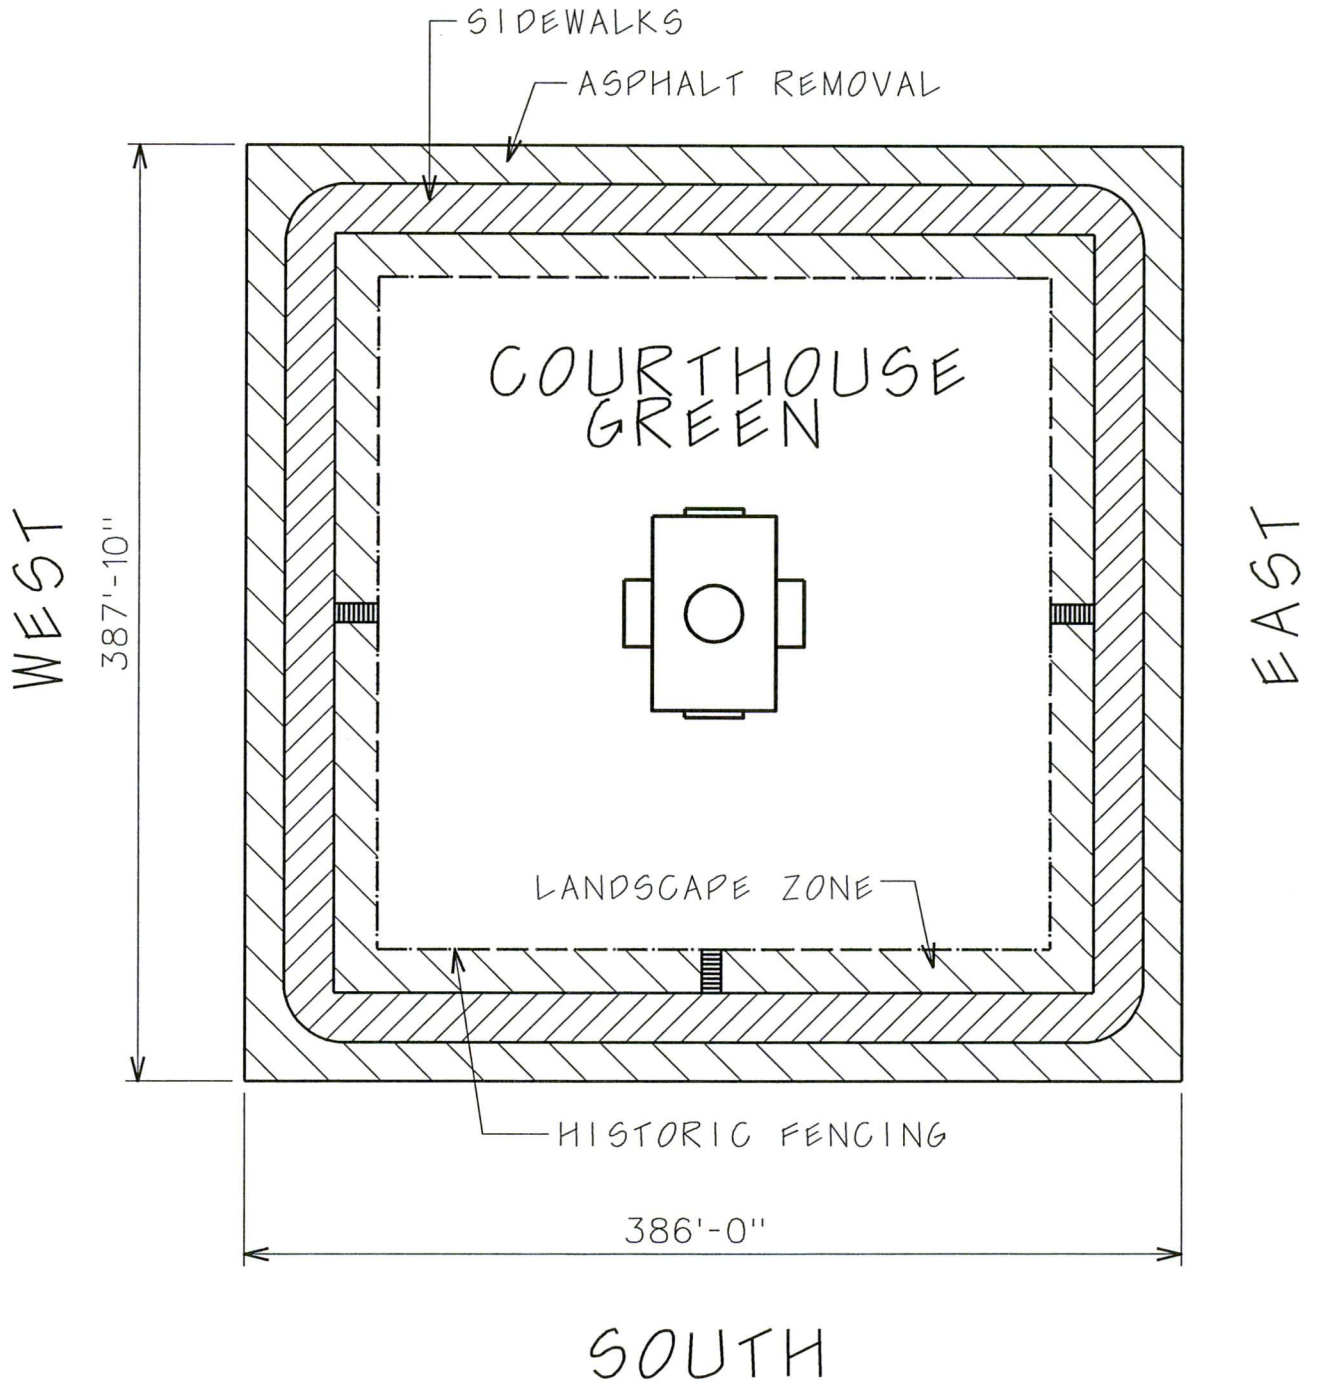 SIDEWALKS
ASPHALT REMOVAL
COURTHOUSE
GREEN
WEST
387'-10"
EAST
LANDSCAPE ZONE
HISTORIC FENCING
386'-0"
SOUTH